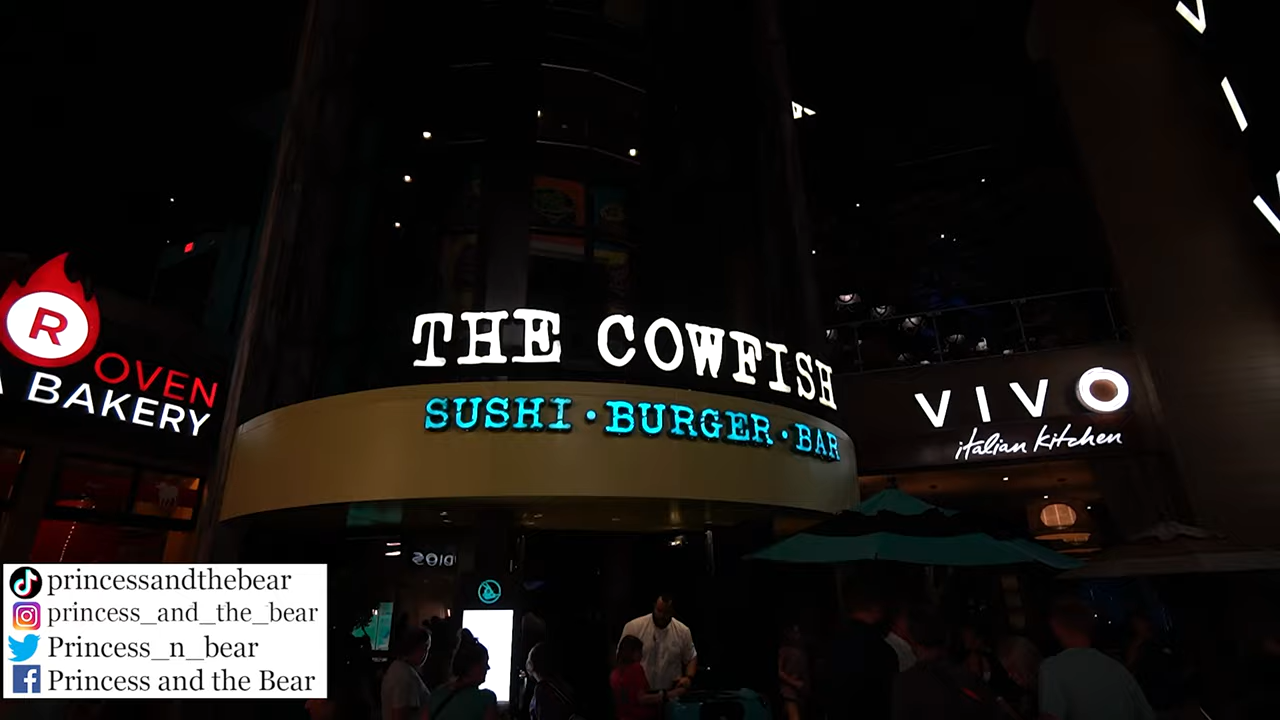 R
OVEN
BAKERY
THE COWFISH
SUSHI • BURGER • BAR
VIVO
italian kitchen
princessandthebear
princess_and_the_bear
Princess_n_bear
Princess and the Bear